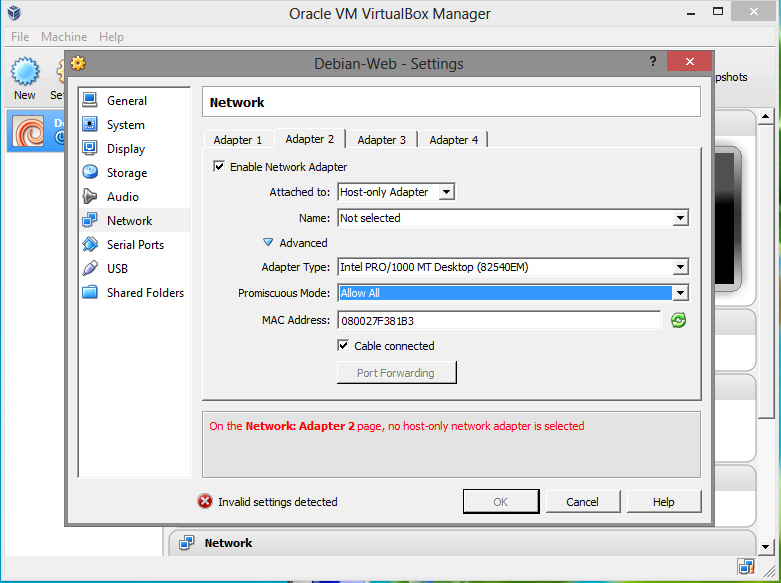 Oracle VM VirtualBox Manager
File Machine Help
New
Debian-Web - Settings
?
pshots
General
System
Display
Storage
Audio
Network
Serial Ports
USB
Shared Folders
Network
Adapter 1 Adapter 2 Adapter 3 Adapter 4
Enable Network Adapter
Attached to: Host-only Adapter
Name: Not selected
Advanced
Adapter Type: Intel PRO/1000 MT Desktop (82540EM)
Promiscuous Mode: Allow All
MAC Address: 080027F381B3
Cable connected
Port Forwarding
On the Network: Adapter 2 page, no host-only network adapter is selected
Invalid settings detected
OK Cancel Help
Network